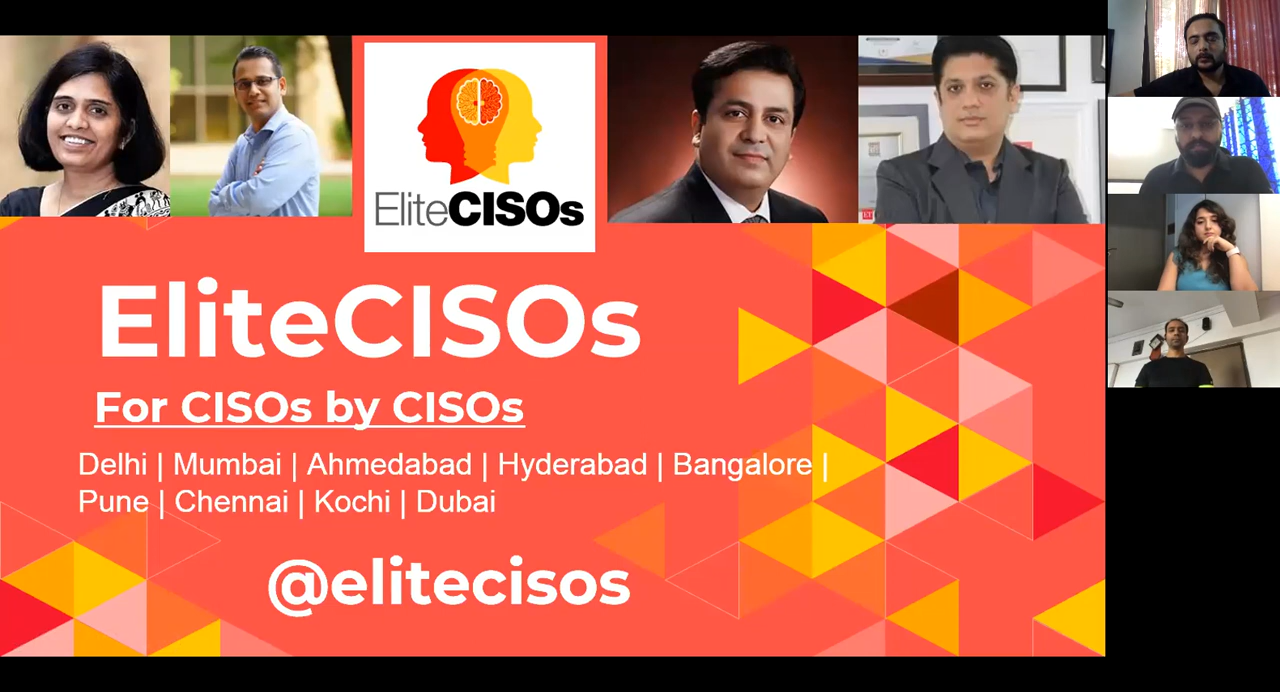 EliteCISOs
EliteCISOs
For CISOs by CISOs
Delhi | Mumbai | Ahmedabad | Hyderabad | Bangalore |
Pune | Chennai | Kochi | Dubai
@elitecisos